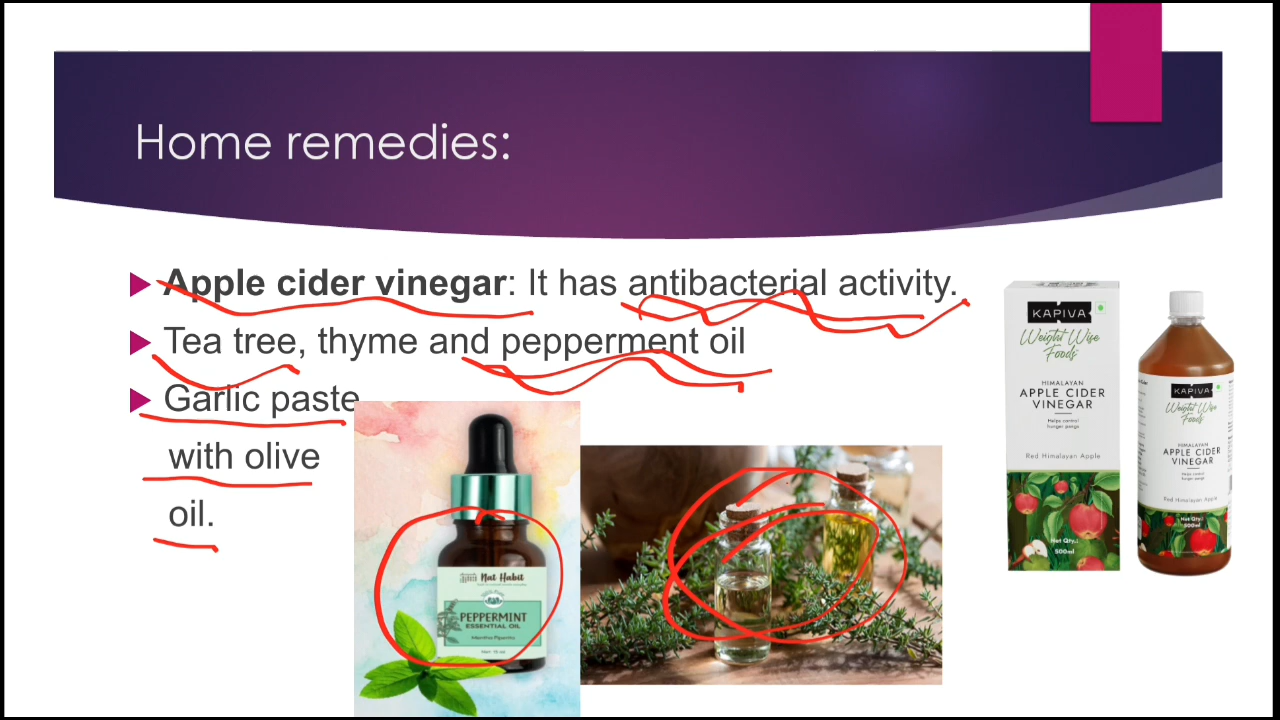 Home remedies:
Apple cider vinegar: It has antibacterial activity.
Tea tree, thyme and pepperment oil
Garlic paste
with olive
oil.
Nat Habit
PEPPERMINT
ESSENTIAL OIL
Mentha Piperita
KAPIVA
Weight Wise
Foods
HIMALAYAN
APPLE CIDER
VINEGAR
Helps control
hunger pangs
Red Himalayan Apple
Net Qty.:
500ml
KAPIVA
Weight Wise
Foods
HIMALAYAN
APPLE CIDER
VINEGAR
Helps control
hunger pangs
Red Himalayan Apple
Net Qty.:
500ml